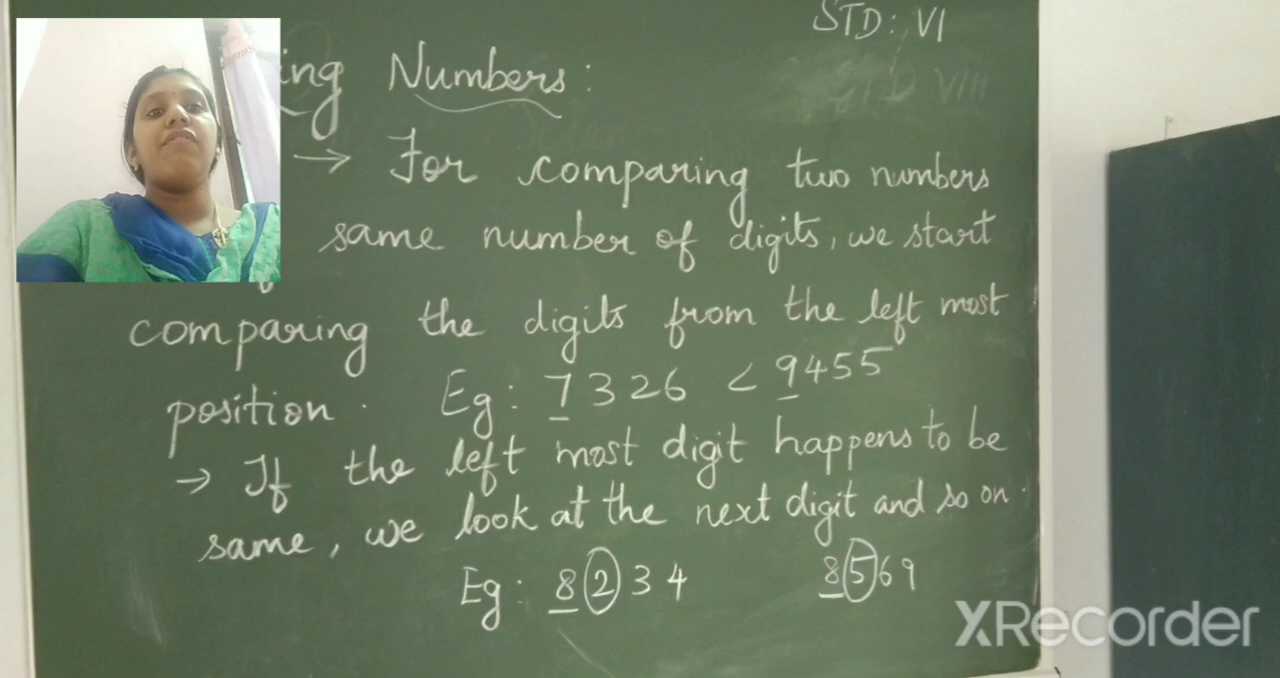 STD: VI
STD VIII
ing Numbers:
→ For comparing two numbers
same number of digits, we start
comparing the digits from the left most
position. Eg: 7326 < 9455
→ If the left most digit happens to be
same, we look at the next digit and so on.
Eg: 8234 8569
XRecorder